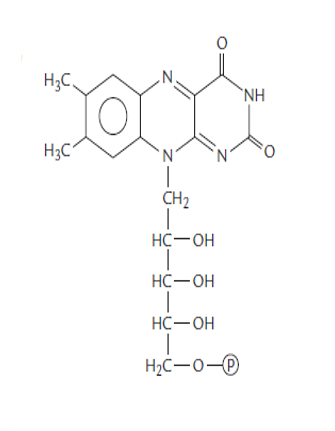 O
H₃C N NH
H₃C N N O
CH₂
HC—OH
HC—OH
HC—OH
H₂C—O—Ⓟ